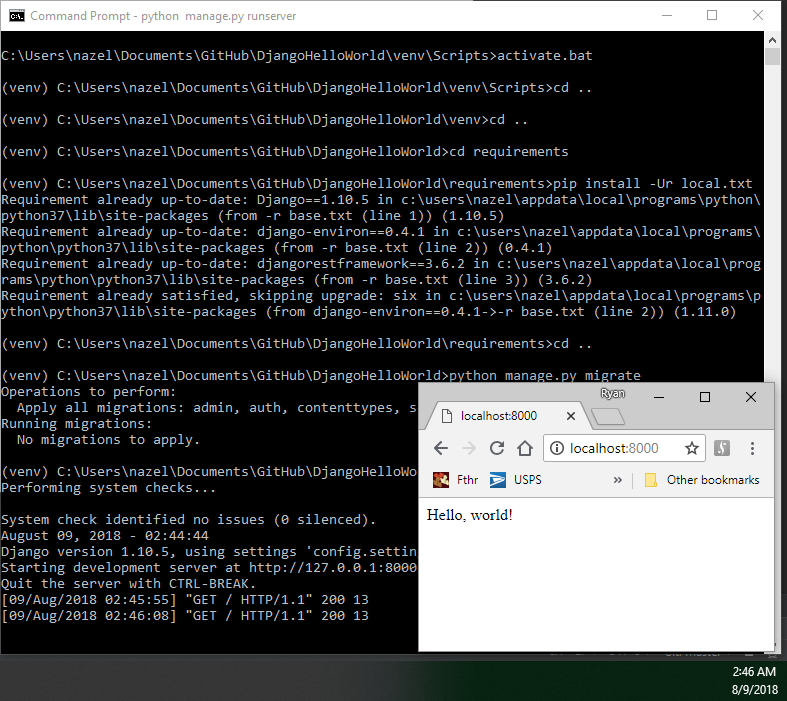 Command Prompt - python  manage.py runserver
C:\Users\nazel\Documents\GitHub\DjangoHelloWorld\venv\Scripts>activate.bat
(venv) C:\Users\nazel\Documents\GitHub\DjangoHelloWorld\venv\Scripts>cd ..
(venv) C:\Users\nazel\Documents\GitHub\DjangoHelloWorld\venv>cd ..
(venv) C:\Users\nazel\Documents\GitHub\DjangoHelloWorld>cd requirements
(venv) C:\Users\nazel\Documents\GitHub\DjangoHelloWorld\requirements>pip install -Ur local.txt
Requirement already up-to-date: Django==1.10.5 in c:\users\nazel\appdata\local\programs\python\
python37\lib\site-packages (from -r base.txt (line 1)) (1.10.5)
Requirement already up-to-date: django-environ==0.4.1 in c:\users\nazel\appdata\local\programs\
python\python37\lib\site-packages (from -r base.txt (line 2)) (0.4.1)
Requirement already up-to-date: djangorestframework==3.6.2 in c:\users\nazel\appdata\local\prog
rams\python\python37\lib\site-packages (from -r base.txt (line 3)) (3.6.2)
Requirement already satisfied, skipping upgrade: six in c:\users\nazel\appdata\local\programs\p
ython\python37\lib\site-packages (from django-environ==0.4.1->-r base.txt (line 2)) (1.11.0)
(venv) C:\Users\nazel\Documents\GitHub\DjangoHelloWorld\requirements>cd ..
(venv) C:\Users\nazel\Documents\GitHub\DjangoHelloWorld>python manage.py migrate
Operations to perform:
  Apply all migrations: admin, auth, contenttypes, s
Running migrations:
  No migrations to apply.
(venv) C:\Users\nazel\Documents\GitHub\DjangoHelloWo
Performing system checks...
System check identified no issues (0 silenced).
August 09, 2018 - 02:44:44
Django version 1.10.5, using settings 'config.settin
Starting development server at http://127.0.0.1:8000
Quit the server with CTRL-BREAK.
[09/Aug/2018 02:45:55] "GET / HTTP/1.1" 200 13
[09/Aug/2018 02:46:08] "GET / HTTP/1.1" 200 13
Ryan
localhost:8000
localhost:8000
Fthr USPS » Other bookmarks
Hello, world!
2:46 AM
8/9/2018